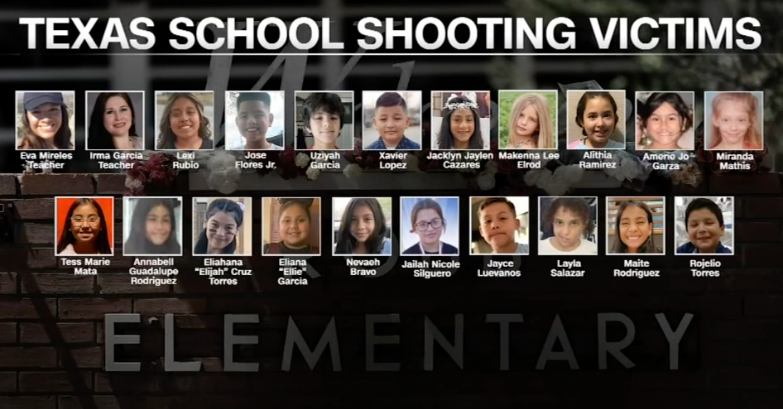 TEXAS SCHOOL SHOOTING VICTIMS
Eva Mireles
Teacher
Irma Garcia
Teacher
Lexi
Rubio
Jose
Flores Jr.
Uziyah
Garcia
Xavier
Lopez
Jacklyn Jaylen
Cazares
Makenna Lee
Elrod
Alithia
Ramirez
Amerie Jo
Garza
Miranda
Mathis
Tess Marie
Mata
Annabell
Guadalupe
Rodriguez
Eliahana
"Elijah" Cruz
Torres
Eliana
"Ellie"
Garcia
Nevaeh
Bravo
Jailah Nicole
Silguero
Jayce
Luevanos
Layla
Salazar
Maite
Rodriguez
Rojelio
Torres
ELEMENTARY